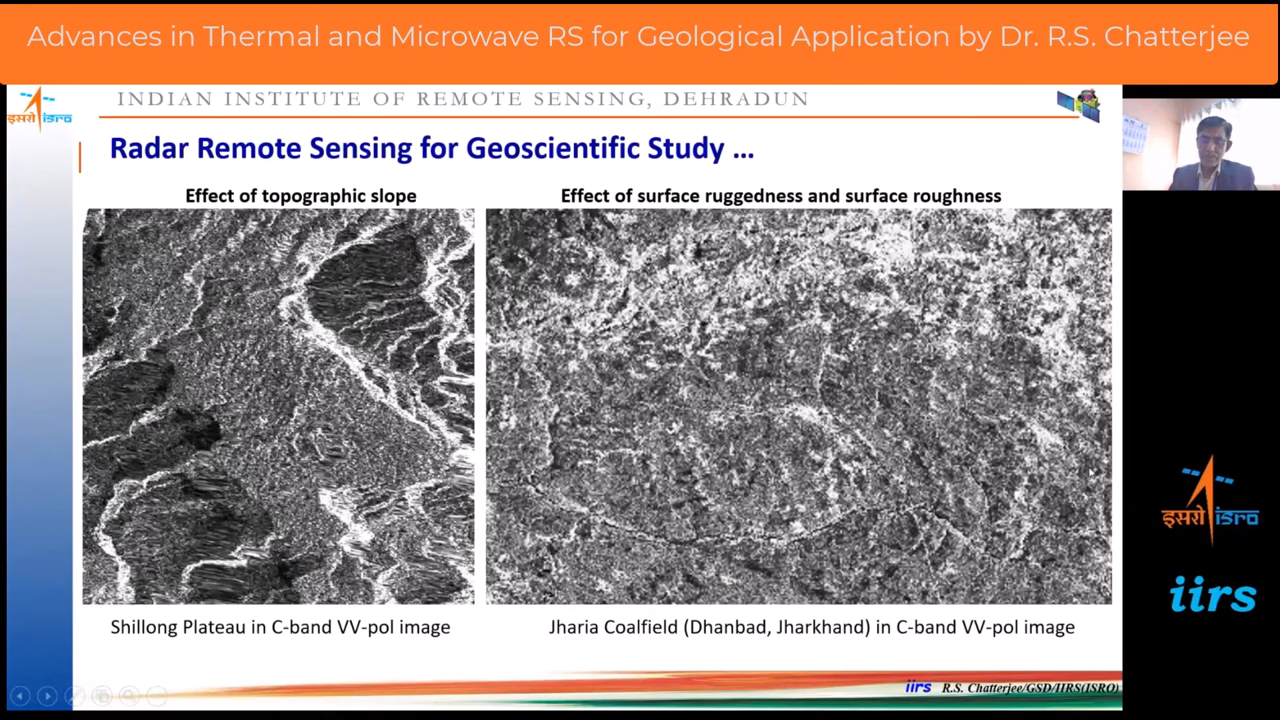 Advances in Thermal and Microwave RS for Geological Application by Dr. R.S. Chatterjee
इसरो isro
INDIAN INSTITUTE OF REMOTE SENSING, DEHRADUN
Radar Remote Sensing for Geoscientific Study ...
Effect of topographic slope
Effect of surface ruggedness and surface roughness
Shillong Plateau in C-band VV-pol image
Jharia Coalfield (Dhanbad, Jharkhand) in C-band VV-pol image
इसरो isro
iirs
iirs R.S. Chatterjee/GSD/IIRS(ISRO)